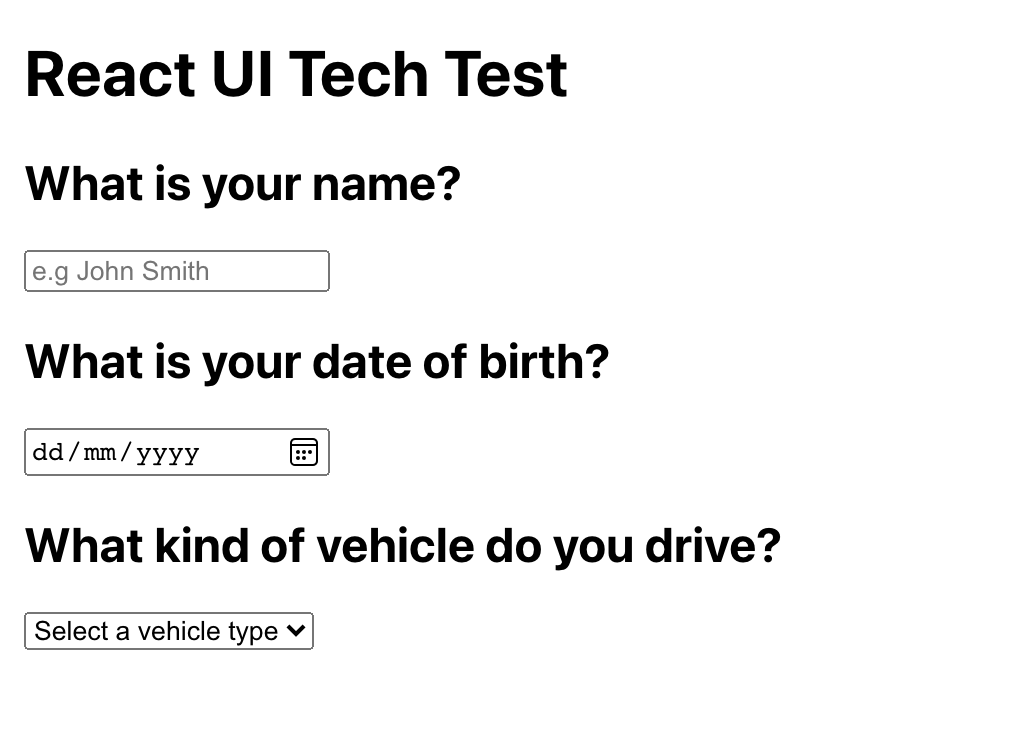 React UI Tech Test
What is your name?
e.g John Smith
What is your date of birth?
dd/mm/yyyy
What kind of vehicle do you drive?
Select a vehicle type